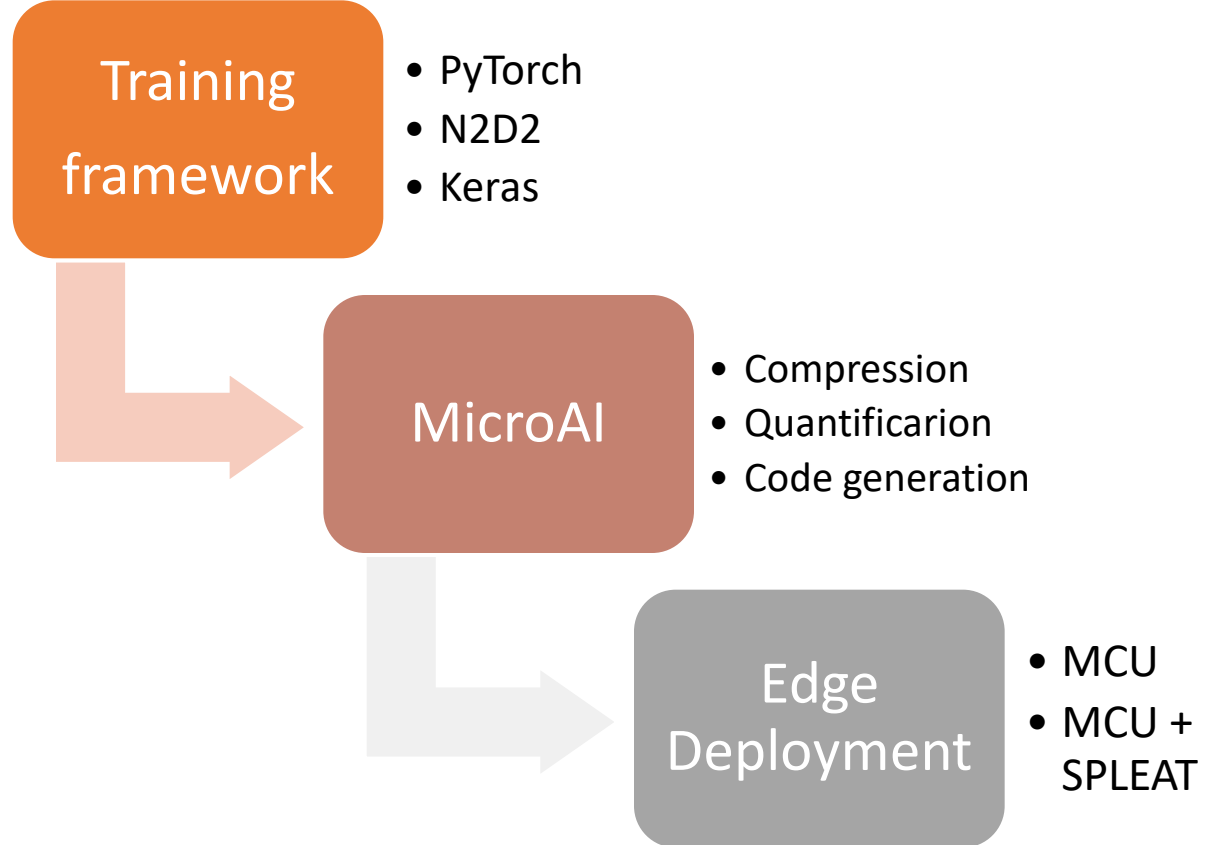 Training
framework
• PyTorch
• N2D2
• Keras
MicroAI
• Compression
• Quantificarion
• Code generation
Edge
Deployment
• MCU
• MCU +
SPLEAT